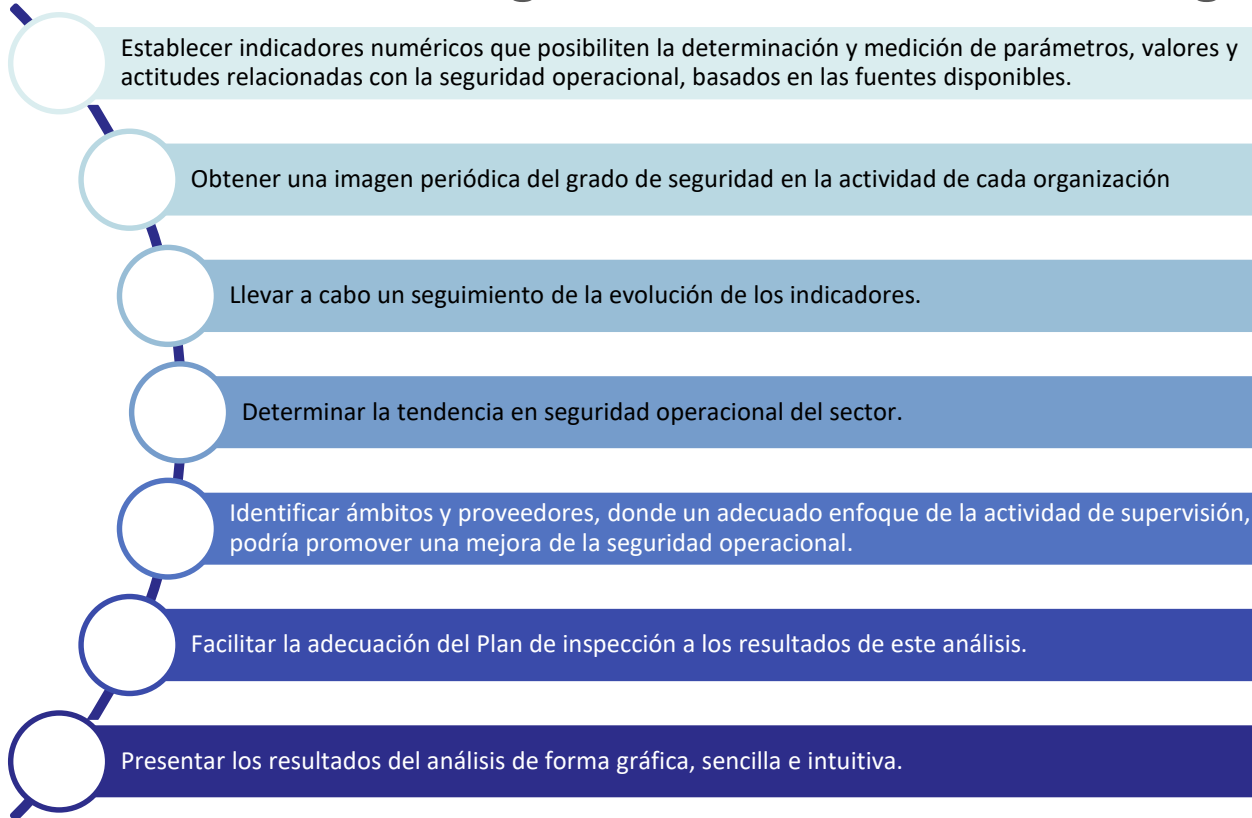 Establecer indicadores numéricos que posibiliten la determinación y medición de parámetros, valores y
actitudes relacionadas con la seguridad operacional, basados en las fuentes disponibles.
Obtener una imagen periódica del grado de seguridad en la actividad de cada organización
Llevar a cabo un seguimiento de la evolución de los indicadores.
Determinar la tendencia en seguridad operacional del sector.
Identificar ámbitos y proveedores, donde un adecuado enfoque de la actividad de supervisión,
podría promover una mejora de la seguridad operacional.
Facilitar la adecuación del Plan de inspección a los resultados de este análisis.
Presentar los resultados del análisis de forma gráfica, sencilla e intuitiva.